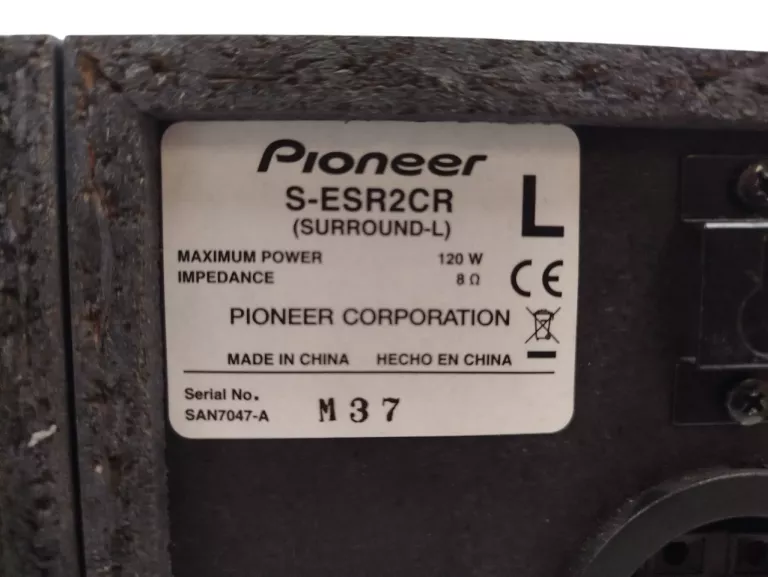 Pioneer
S-ESR2CR
(SURROUND-L)
L
MAXIMUM POWER 120 W
IMPEDANCE 8 Ω
CE
PIONEER CORPORATION
MADE IN CHINA HECHO EN CHINA
Serial No.
SAN7047-A M37